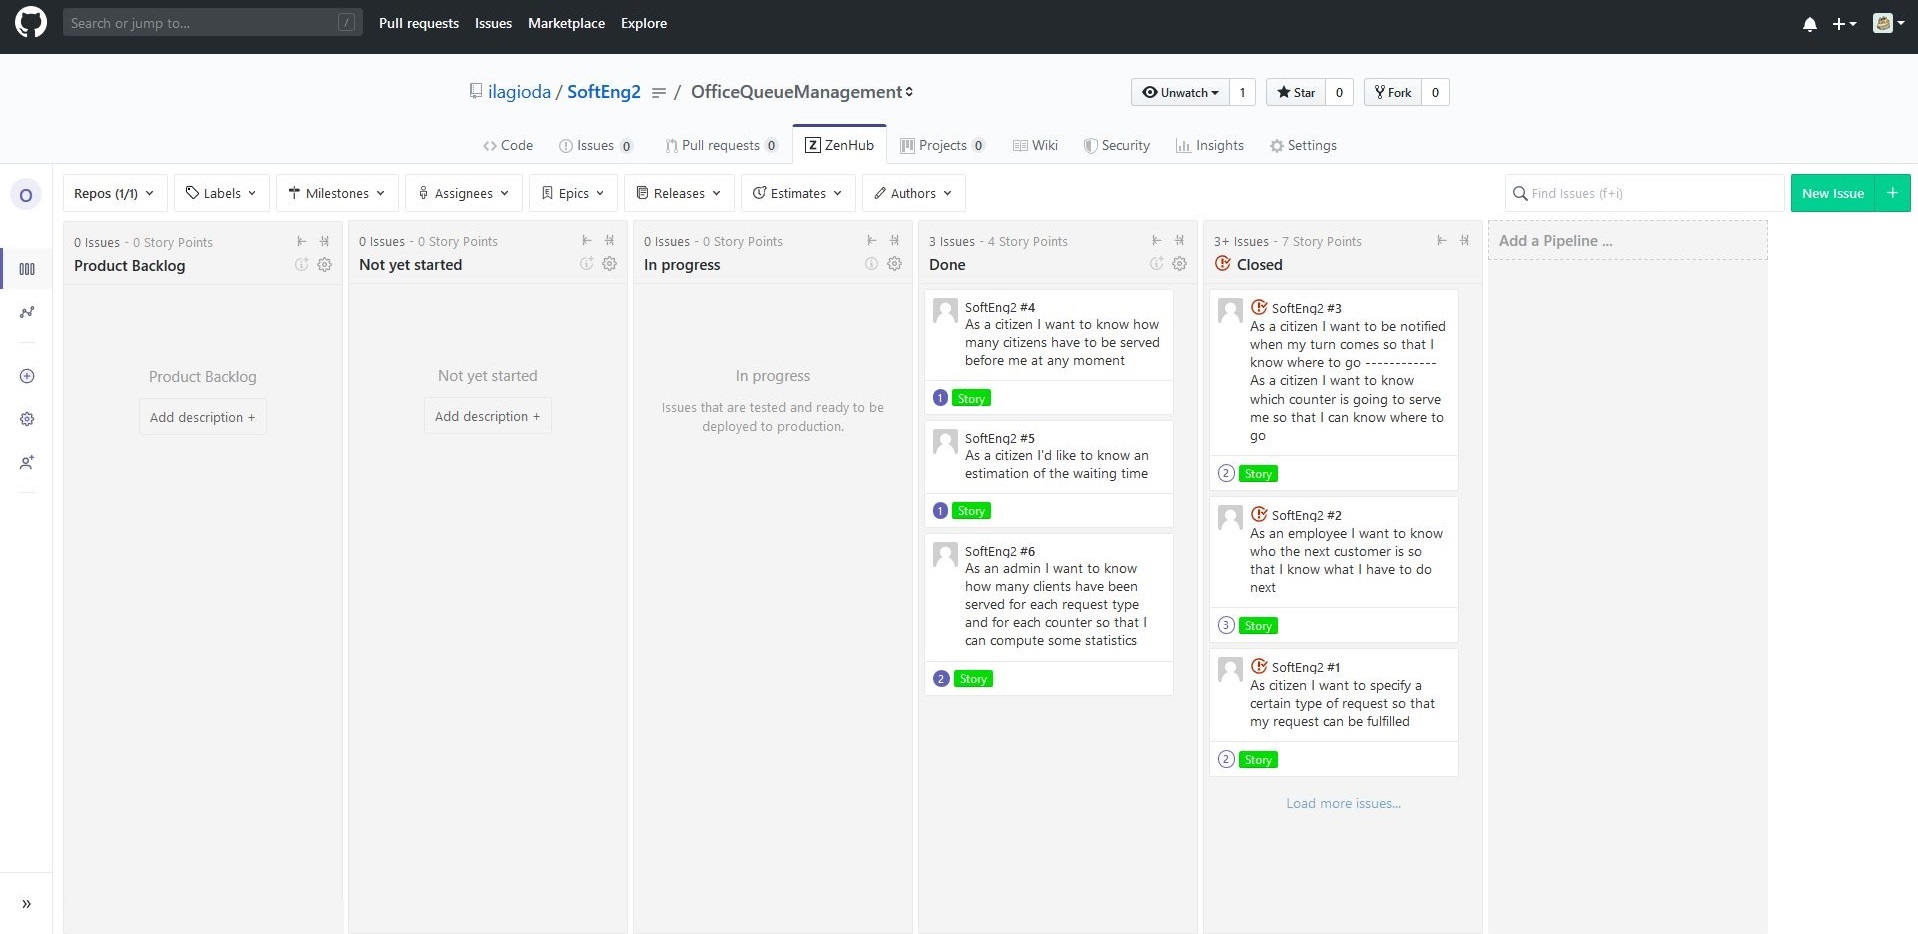 Search or jump to...
/
Pull requests Issues Marketplace Explore
ilagioda / SoftEng2 / OfficeQueueManagement
Unwatch 1 Star 0 Fork 0
Code Issues 0 Pull requests 0 Z ZenHub Projects 0 Wiki Security Insights Settings
O
Repos (1/1) Labels Milestones Assignees Epics Releases Estimates Authors
Find Issues (f+i)
New Issue +
0 Issues - 0 Story Points
Product Backlog
Product Backlog
Add description +
0 Issues - 0 Story Points
Not yet started
Not yet started
Add description +
0 Issues - 0 Story Points
In progress
In progress
Issues that are tested and ready to be
deployed to production.
3 Issues - 4 Story Points
Done
SoftEng2 #4
As a citizen I want to know how
many citizens have to be served
before me at any moment
1 Story
SoftEng2 #5
As a citizen I'd like to know an
estimation of the waiting time
1 Story
SoftEng2 #6
As an admin I want to know
how many clients have been
served for each request type
and for each counter so that I
can compute some statistics
2 Story
3+ Issues - 7 Story Points
Closed
SoftEng2 #3
As a citizen I want to be notified
when my turn comes so that I
know where to go ------------
As a citizen I want to know
which counter is going to serve
me so that I can know where to
go
2 Story
SoftEng2 #2
As an employee I want to know
who the next customer is so
that I know what I have to do
next
3 Story
SoftEng2 #1
As citizen I want to specify a
certain type of request so that
my request can be fulfilled
2 Story
Load more issues...
Add a Pipeline ...